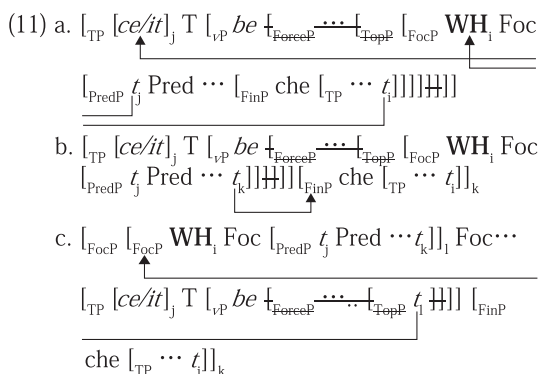 (11) a. [TP [ce/it]j T [vP be [ForceP ··· [TopP [FocP WHi Foc
[PredP tj Pred ··· [FinP che [TP ··· ti]]]]]]]]
b. [TP [ce/it]j T [vP be [ForceP ··· [TopP [FocP WHi Foc
[PredP tj Pred ··· tk]]]]]] [FinP che [TP ··· ti]]k
c. [FocP [FocP WHi Foc [PredP tj Pred ···tk]]l Foc···
[TP [ce/it]j T [vP be [ForceP ··· [TopP tl ]]]] [FinP
che [TP ··· ti]]k